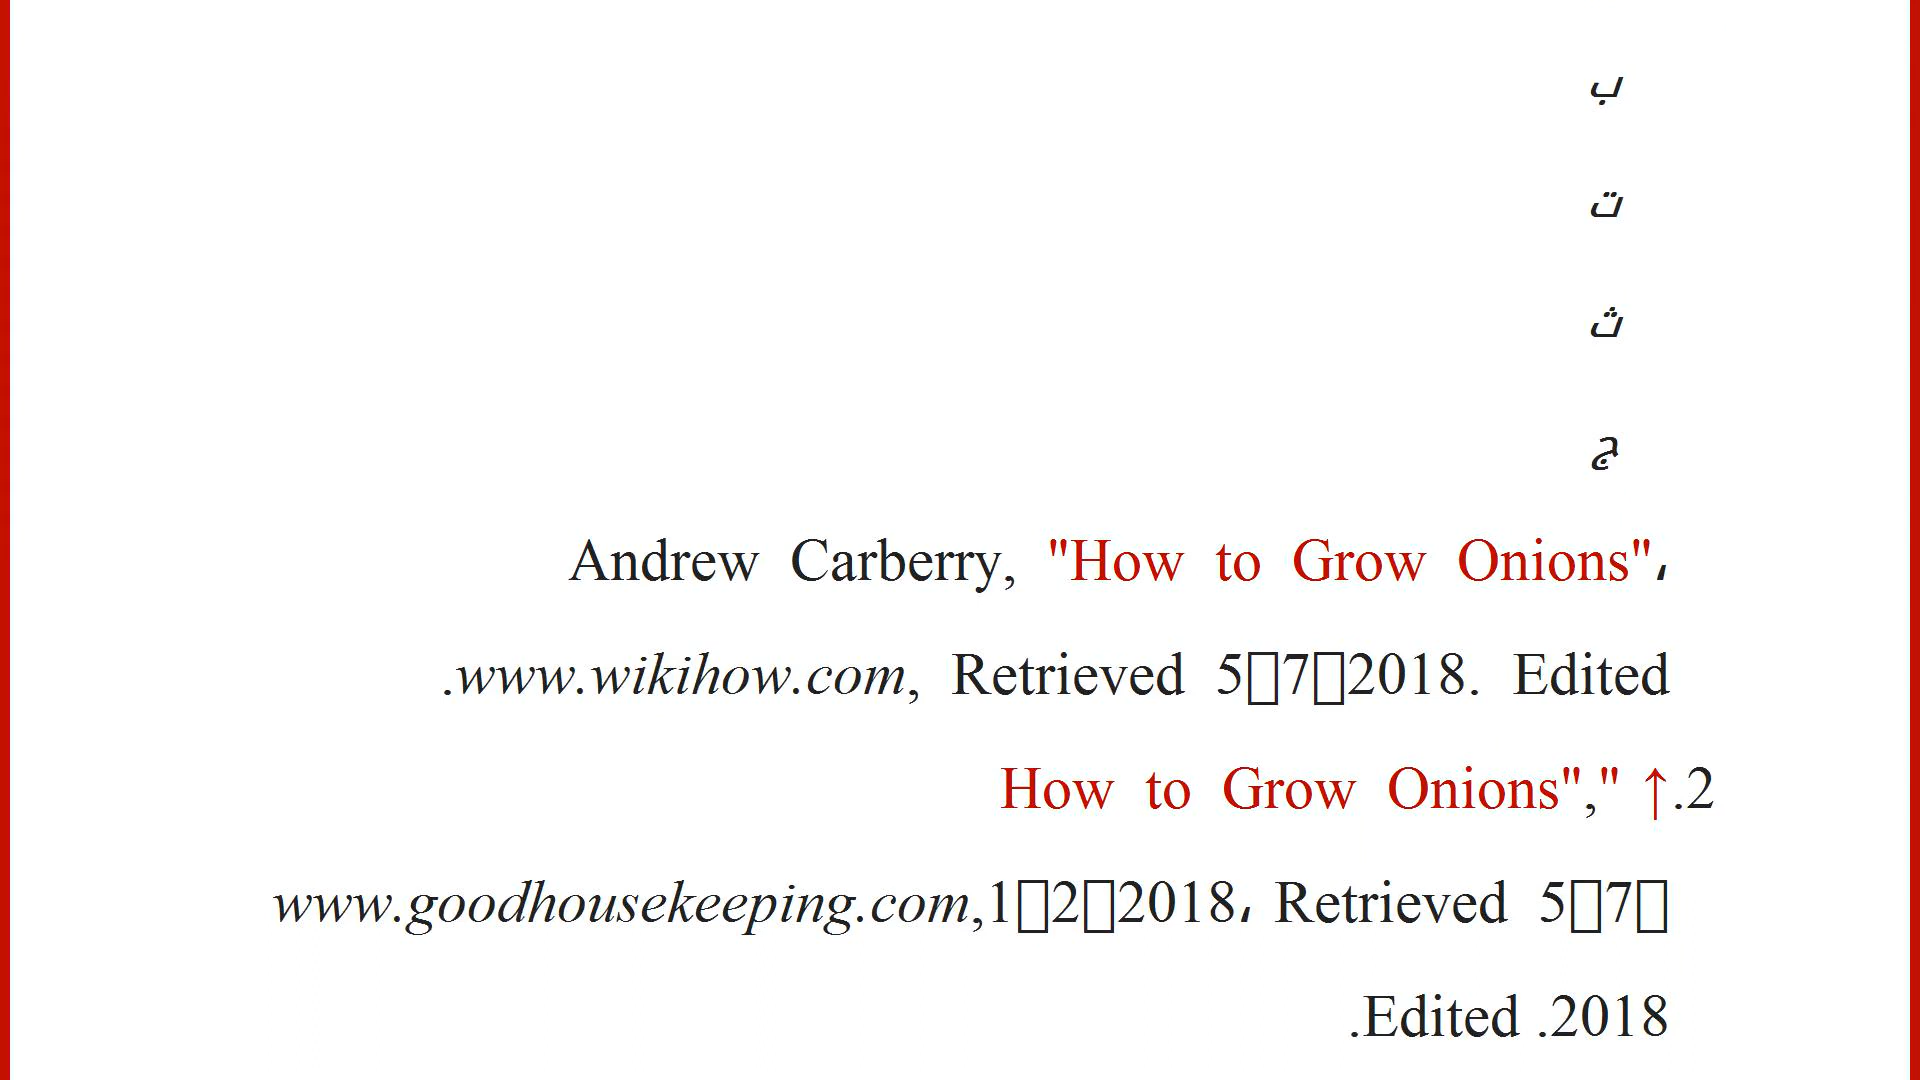 ب
ت
ث
ج
Andrew Carberry, "How to Grow Onions"،
.www.wikihow.com, Retrieved 5▯7▯2018. Edited
How to Grow Onions"," ↑.2
www.goodhousekeeping.com,1▯2▯2018، Retrieved 5▯7▯
.Edited .2018